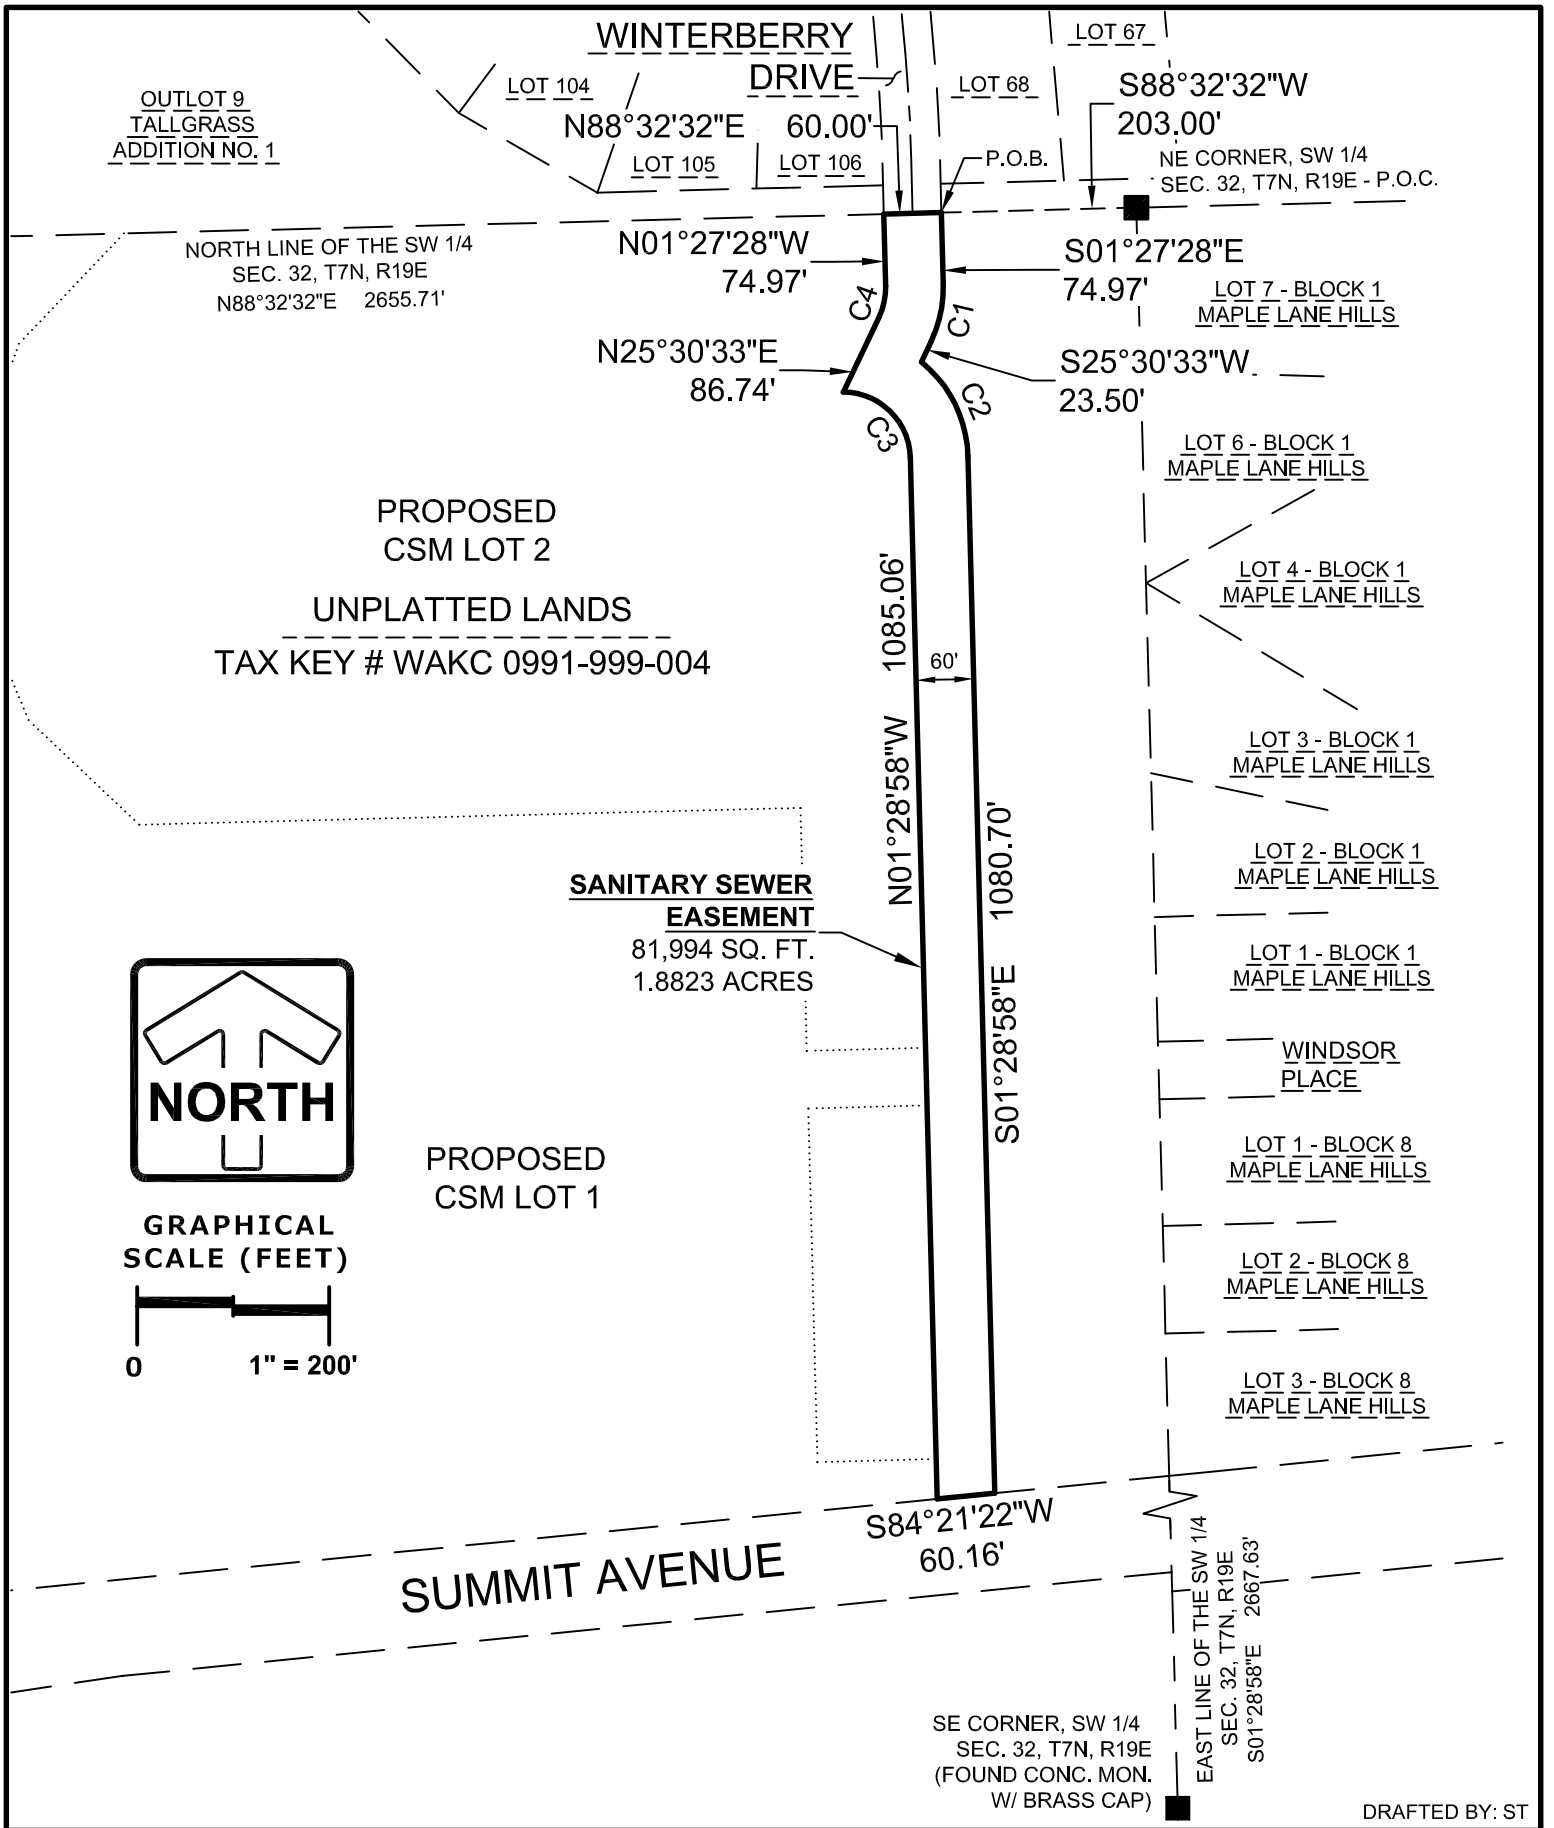 WINTERBERRY
DRIVE
LOT 67
OUTLOT 9
TALLGRASS
ADDITION NO. 1
LOT 104
LOT 68
S88°32'32"W
203.00'
N88°32'32"E 60.00'
LOT 105
LOT 106
P.O.B.
NE CORNER, SW 1/4
SEC. 32, T7N, R19E - P.O.C.
NORTH LINE OF THE SW 1/4
SEC. 32, T7N, R19E
N88°32'32"E 2655.71'
N01°27'28"W
74.97'
S01°27'28"E
74.97'
LOT 7 - BLOCK 1
MAPLE LANE HILLS
C4
C1
N25°30'33"E
86.74'
S25°30'33"W
23.50'
C3
C2
LOT 6 - BLOCK 1
MAPLE LANE HILLS
PROPOSED
CSM LOT 2
UNPLATTED LANDS
TAX KEY # WAKC 0991-999-004
LOT 4 - BLOCK 1
MAPLE LANE HILLS
N01°28'58"W 1085.06'
60'
LOT 3 - BLOCK 1
MAPLE LANE HILLS
S01°28'58"E 1080.70'
LOT 2 - BLOCK 1
MAPLE LANE HILLS
SANITARY SEWER
EASEMENT
81,994 SQ. FT.
1.8823 ACRES
LOT 1 - BLOCK 1
MAPLE LANE HILLS
WINDSOR
PLACE
NORTH
PROPOSED
CSM LOT 1
LOT 1 - BLOCK 8
MAPLE LANE HILLS
GRAPHICAL
SCALE (FEET)
0 1" = 200'
LOT 2 - BLOCK 8
MAPLE LANE HILLS
LOT 3 - BLOCK 8
MAPLE LANE HILLS
S84°21'22"W
60.16'
SUMMIT AVENUE
EAST LINE OF THE SW 1/4
SEC. 32, T7N, R19E
S01°28'58"E 2667.63'
SE CORNER, SW 1/4
SEC. 32, T7N, R19E
(FOUND CONC. MON.
W/ BRASS CAP)
DRAFTED BY: ST